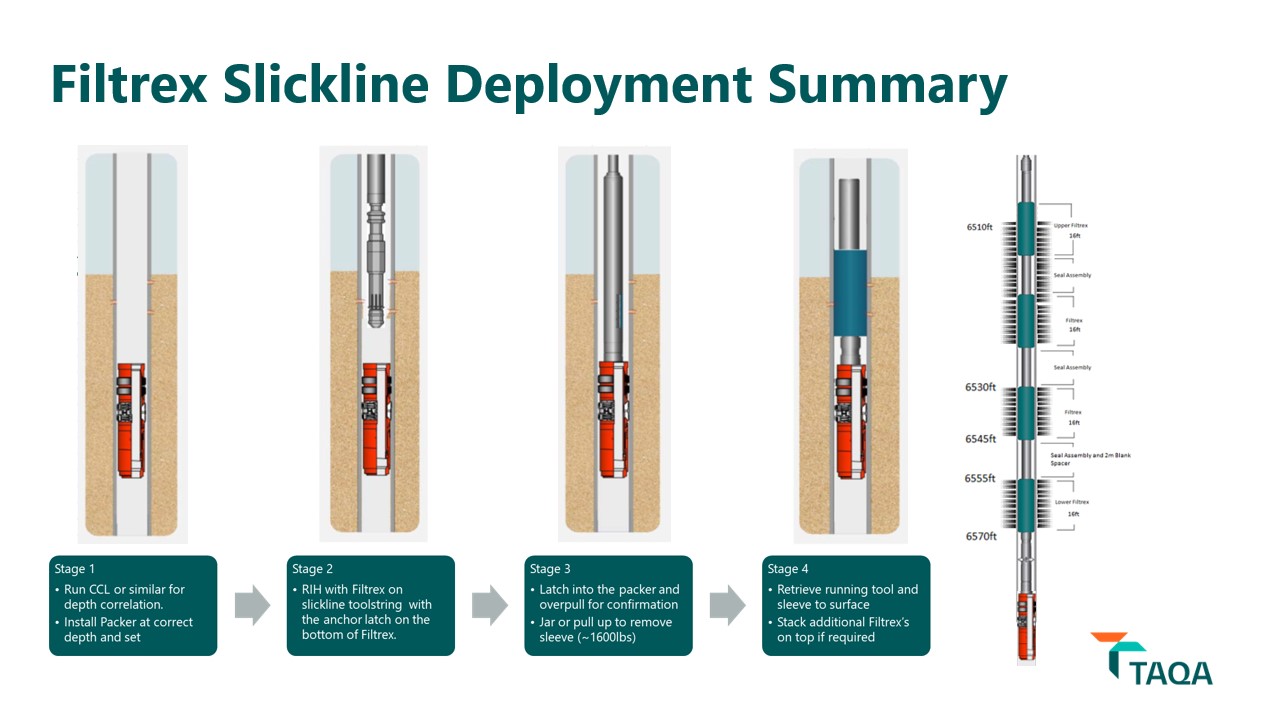 Filtrex Slickline Deployment Summary
Stage 1
• Run CCL or similar for
depth correlation.
• Install Packer at correct
depth and set
Stage 2
• RIH with Filtrex on
slickline toolstring with
the anchor latch on the
bottom of Filtrex.
Stage 3
• Latch into the packer and
overpull for confirmation
• Jar or pull up to remove
sleeve (~1600lbs)
Stage 4
• Retrieve running tool and
sleeve to surface
• Stack additional Filtrex's
on top if required
6510ft
Upper Filtrex
16ft
Seal Assembly
Filtrex
16ft
Seal Assembly
6530ft
Filtrex
16ft
6545ft
Seal Assembly and 2m Blank
Spacer
6555ft
Lower Filtrex
16ft
6570ft
TAQA